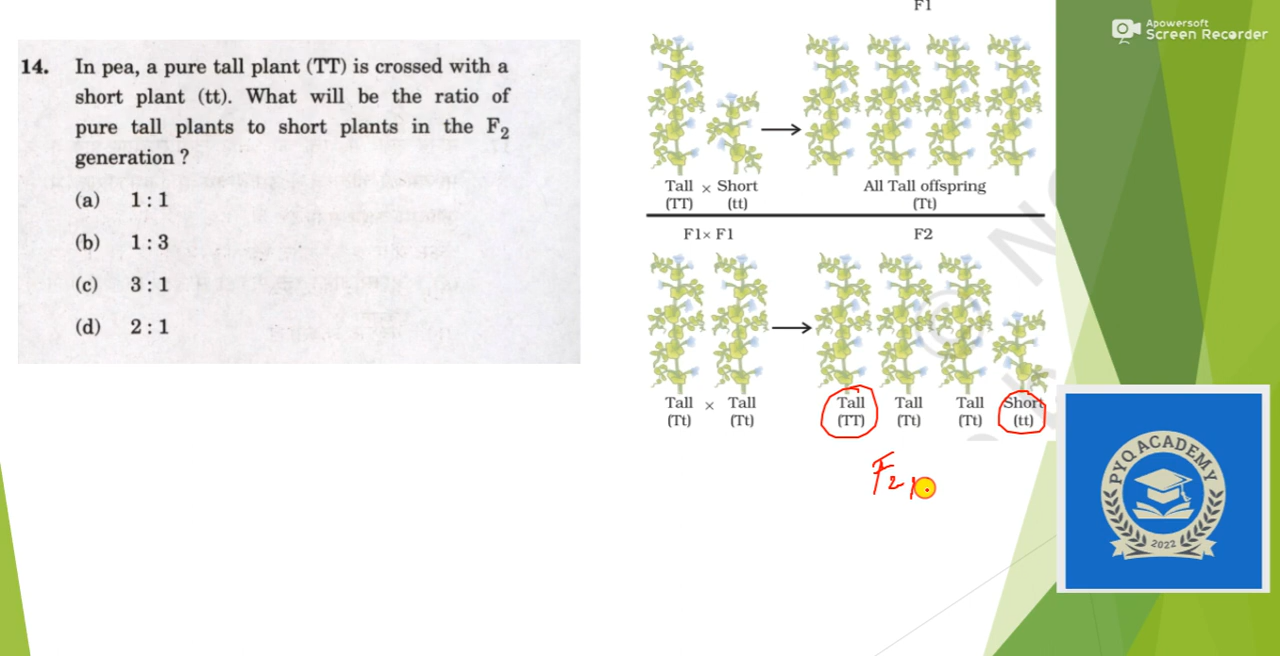 14. In pea, a pure tall plant (TT) is crossed with a
short plant (tt). What will be the ratio of
pure tall plants to short plants in the F2
generation ?
(a) 1 : 1
(b) 1 : 3
(c) 3 : 1
(d) 2 : 1
F1
Tall × Short
(TT) (tt)
All Tall offspring
(Tt)
F1× F1
F2
Tall × Tall
(Tt) (Tt)
Tall Tall Tall Short
(TT) (Tt) (Tt) (tt)
F2
Apowersoft
Screen Recorder
PYQ ACADEMY
2022